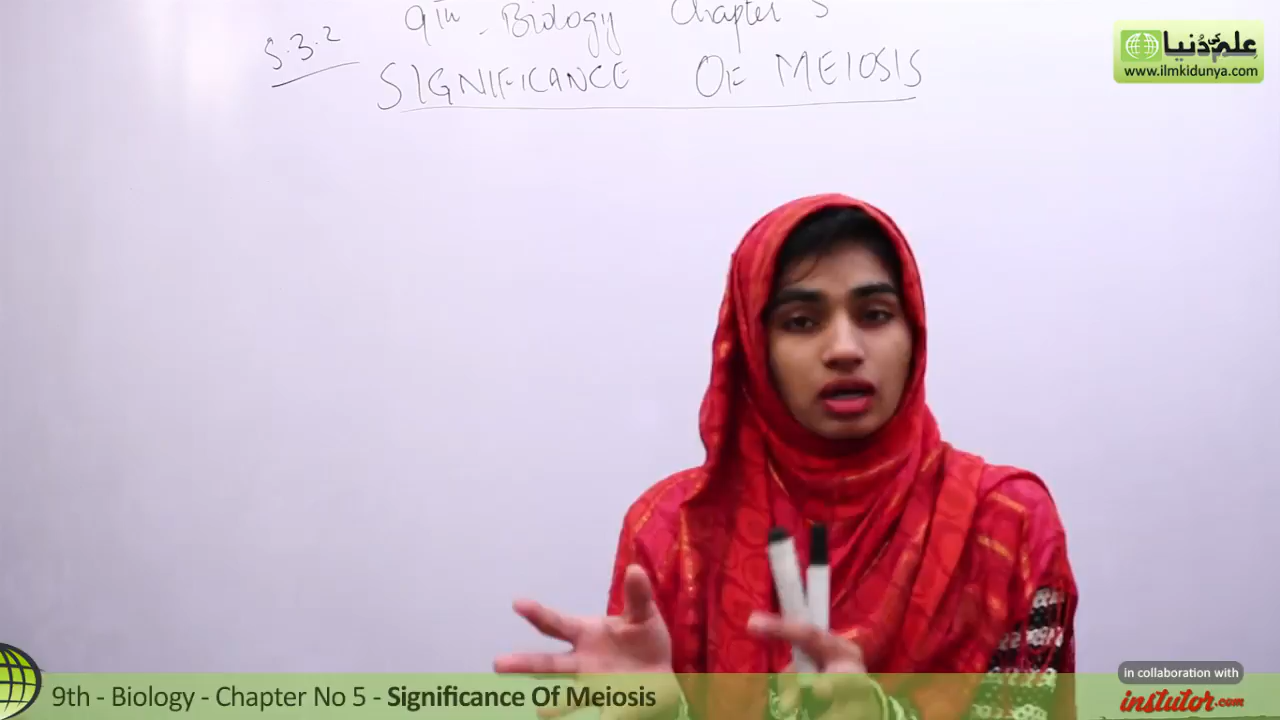 9th - Biology Chapter 5
5.3.2
SIGNIFICANCE OF MEIOSIS
علم کی دنیا
www.ilmkidunya.com
in collaboration with
instutor.com
9th - Biology - Chapter No 5 - Significance Of Meiosis